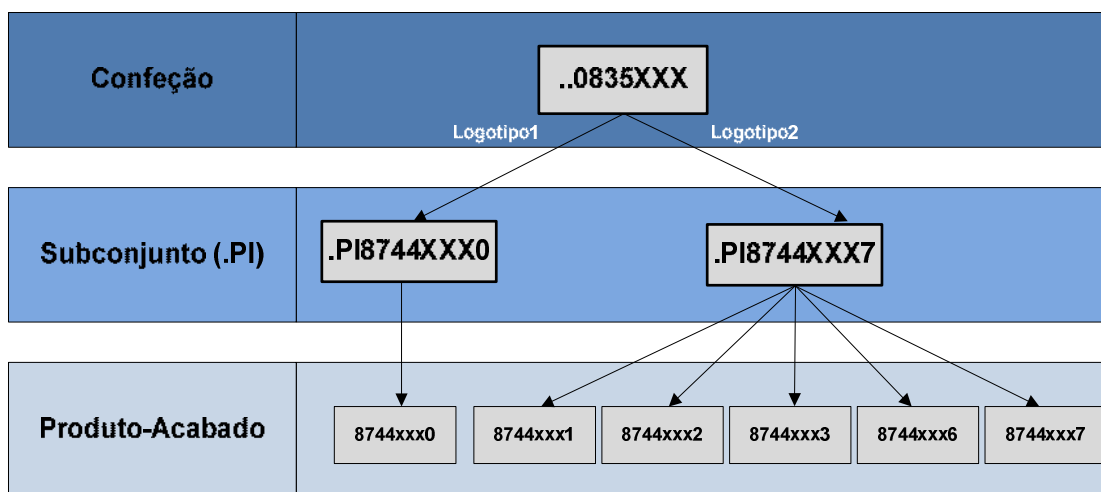 Confeção
..0835XXX
Logotipo1
Logotipo2
Subconjunto (.PI)
.PI8744XXX0
.PI8744XXX7
Produto-Acabado
8744xxx0
8744xxx1
8744xxx2
8744xxx3
8744xxx6
8744xxx7